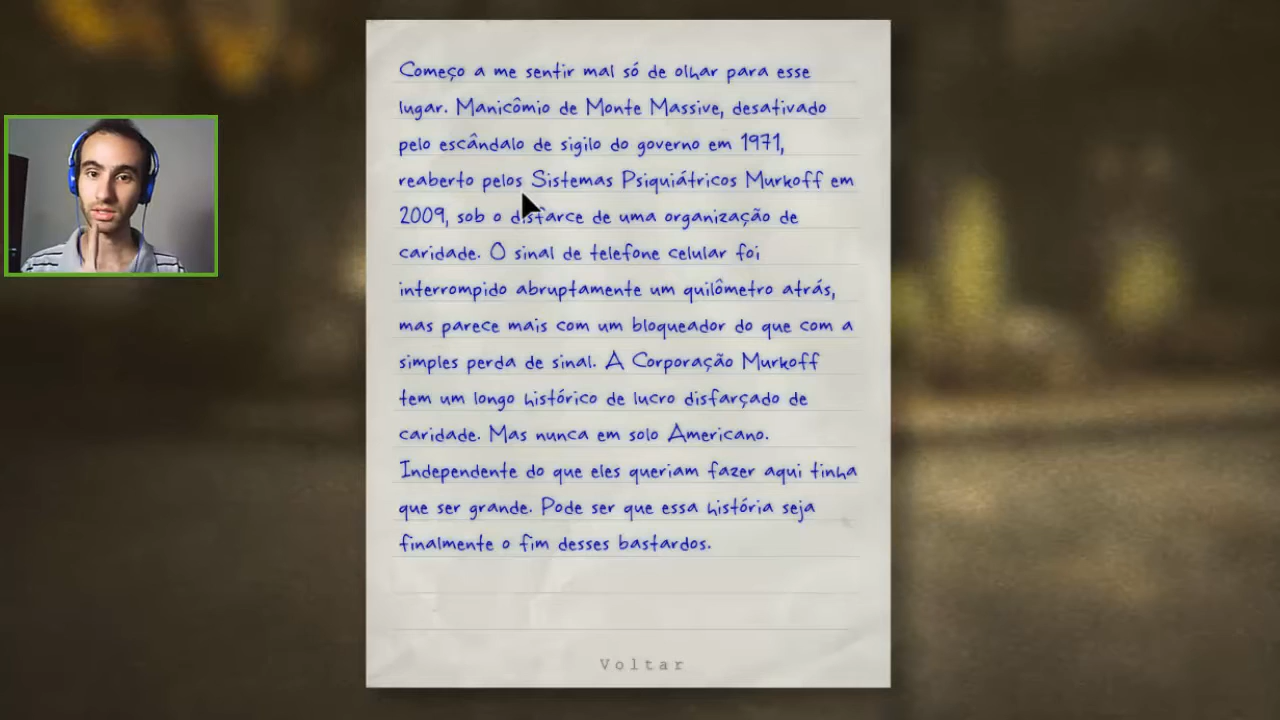 Começo a me sentir mal só de olhar para esse
lugar. Manicômio de Monte Massive, desativado
pelo escândalo de sigilo do governo em 1971,
reaberto pelos Sistemas Psiquiátricos Murkoff em
2009, sob o disfarce de uma organização de
caridade. O sinal de telefone celular foi
interrompido abruptamente um quilômetro atrás,
mas parece mais com um bloqueador do que com a
simples perda de sinal. A Corporação Murkoff
tem um longo histórico de lucro disfarçado de
caridade. Mas nunca em solo Americano.
Independente do que eles queriam fazer aqui tinha
que ser grande. Pode ser que essa história seja
finalmente o fim desses bastardos.
Voltar